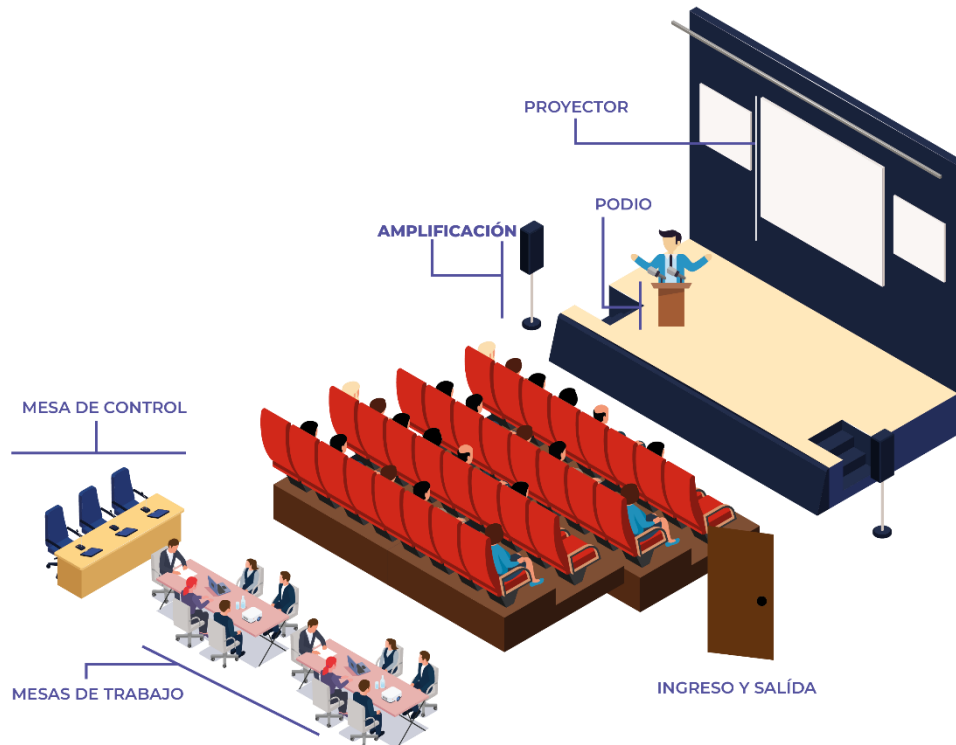 PROYECTOR
PODIO
AMPLIFICACIÓN
MESA DE CONTROL
MESAS DE TRABAJO
INGRESO Y SALÍDA